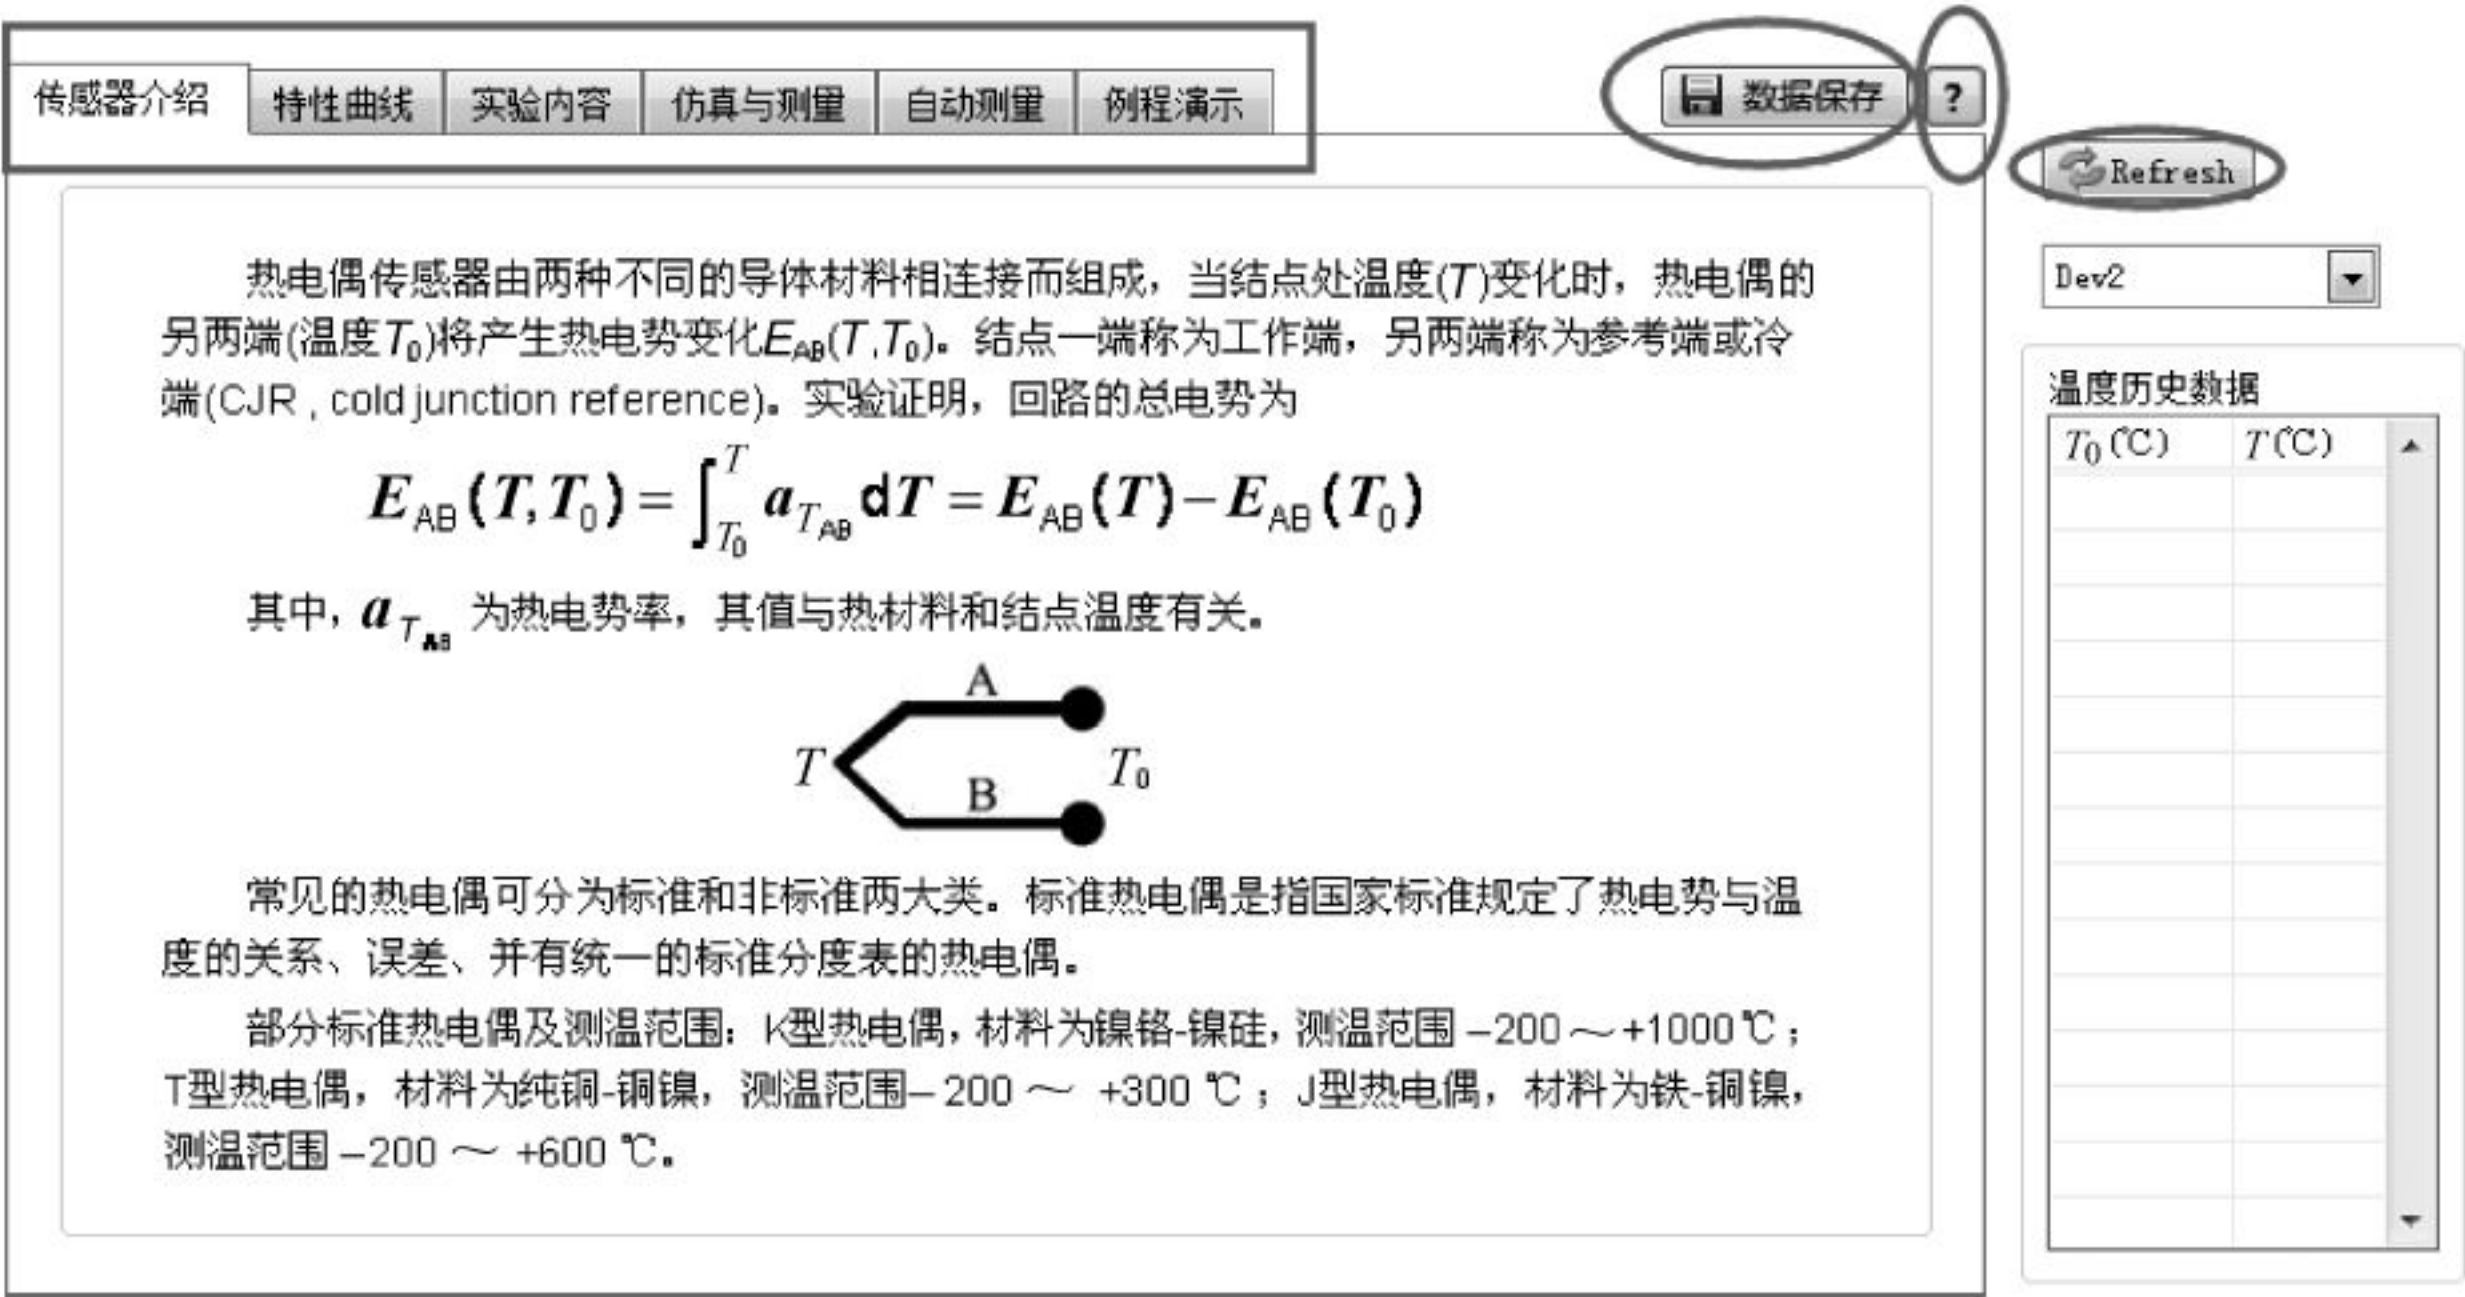 传感器介绍 特性曲线 实验内容 仿真与测量 自动测量 例程演示 数据保存 ?
Refresh
Dev2
热电偶传感器由两种不同的导体材料相连接而组成，当结点处温度(T)变化时，热电偶的
另两端(温度T₀)将产生热电势变化E_AB(T,T₀)。结点一端称为工作端，另两端称为参考端或冷
端(CJR , cold junction reference)。实验证明，回路的总电势为
E_AB(T,T₀)=∫_{T₀}^{T} a_{T_AB}dT=E_AB(T)−E_AB(T₀)
其中，a_{T_AB} 为热电势率，其值与热材料和结点温度有关。
A
T T₀
B
常见的热电偶可分为标准和非标准两大类。标准热电偶是指国家标准规定了热电势与温
度的关系、误差、并有统一的标准分度表的热电偶。
部分标准热电偶及测温范围：K型热电偶，材料为镍铬-镍硅，测温范围 –200～+1000℃；
T型热电偶，材料为纯铜-铜镍，测温范围–200 ～ +300 ℃；J型热电偶，材料为铁-铜镍，
测温范围 –200 ～ +600 ℃。
温度历史数据
T₀(℃) T(℃)